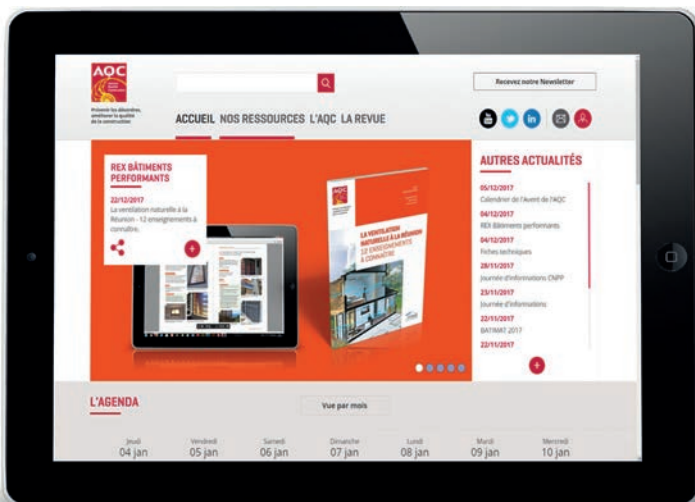 AQC
Prévenir les désordres,
améliorer la qualité
de la construction
Recevez notre Newsletter
ACCUEIL NOS RESSOURCES L'AQC LA REVUE
REX BÂTIMENTS
PERFORMANTS
22/12/2017
La ventilation naturelle à la
Réunion - 12 enseignements à
connaître.
AQC
LA VENTILATION
NATURELLE À LA RÉUNION
12 ENSEIGNEMENTS
À CONNAÎTRE
AUTRES ACTUALITÉS
05/12/2017
Calendrier de l'Avent de l'AQC
04/12/2017
REX Bâtiments performants
04/12/2017
Fiches techniques
28/11/2017
Journée d'informations CNPP
23/11/2017
Journée d'informations
22/11/2017
BATIMAT 2017
22/11/2017
L'AGENDA
Vue par mois
Jeudi Vendredi Samedi Dimanche Lundi Mardi Mercredi
04 jan 05 jan 06 jan 07 jan 08 jan 09 jan 10 jan